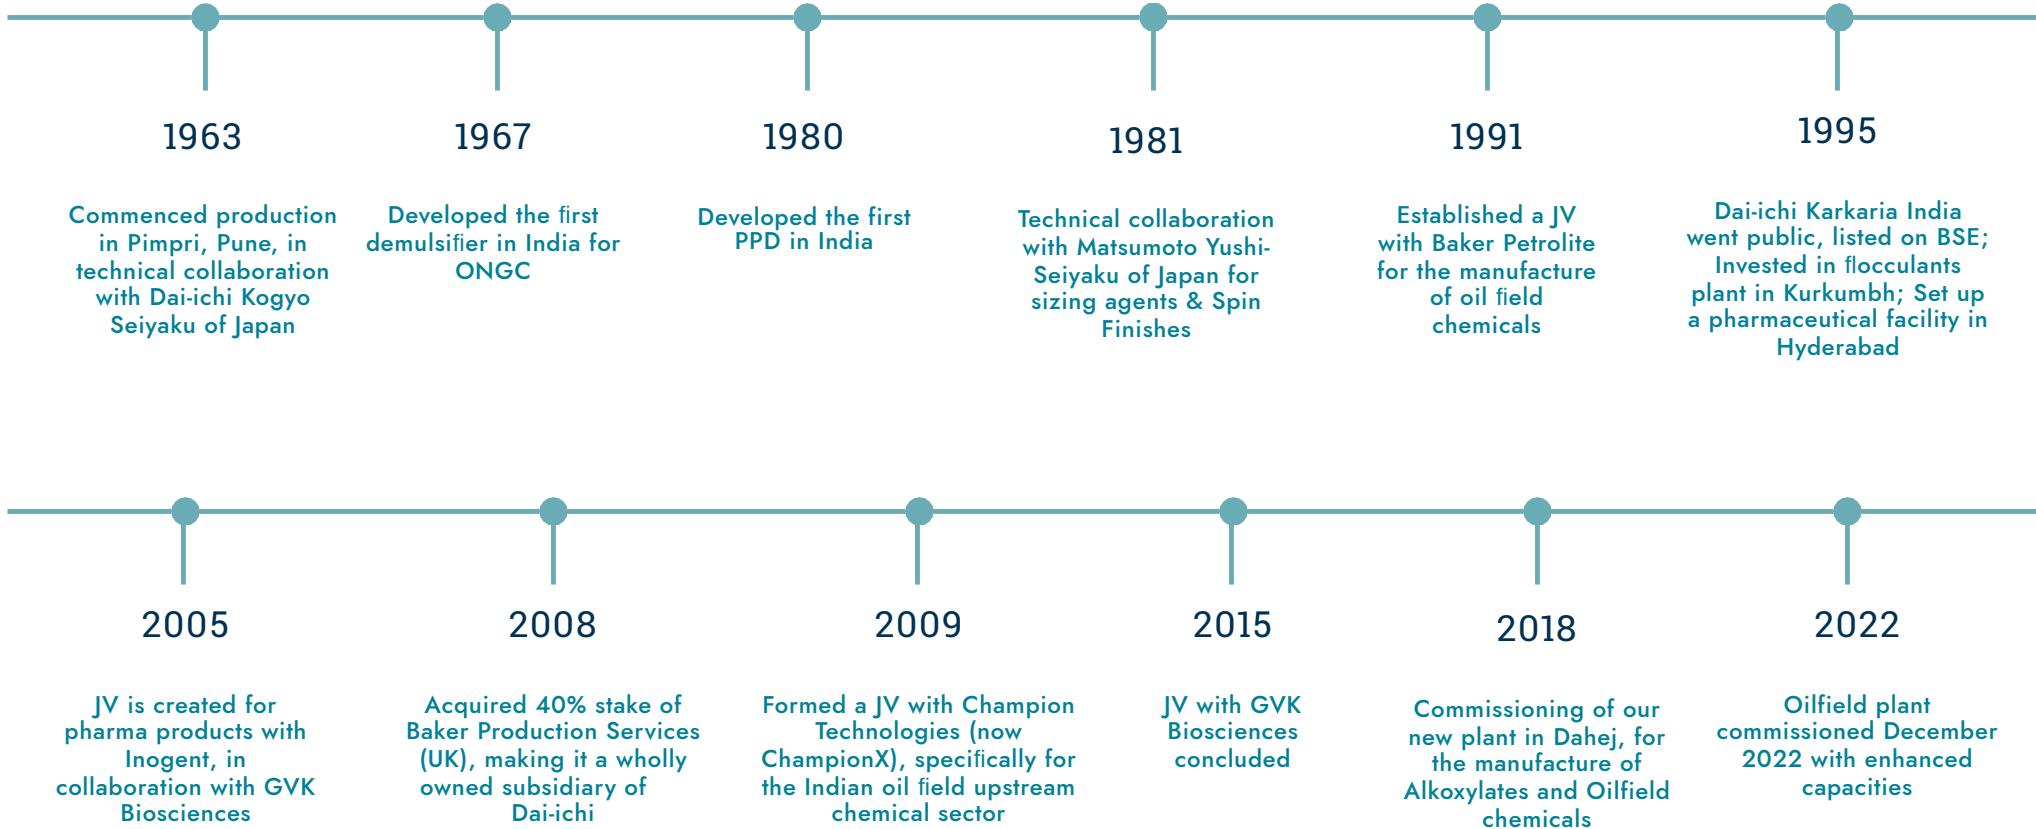 1963
Commenced production
in Pimpri, Pune, in
technical collaboration
with Dai-ichi Kogyo
Seiyaku of Japan
1967
Developed the first
demulsifier in India for
ONGC
1980
Developed the first
PPD in India
1981
Technical collaboration
with Matsumoto Yushi-
Seiyaku of Japan for
sizing agents & Spin
Finishes
1991
Established a JV
with Baker Petrolite
for the manufacture
of oil field
chemicals
1995
Dai-ichi Karkaria India
went public, listed on BSE;
Invested in flocculants
plant in Kurkumbh; Set up
a pharmaceutical facility in
Hyderabad
2005
JV is created for
pharma products with
Inogent, in
collaboration with GVK
Biosciences
2008
Acquired 40% stake of
Baker Production Services
(UK), making it a wholly
owned subsidiary of
Dai-ichi
2009
Formed a JV with Champion
Technologies (now
ChampionX), specifically for
the Indian oil field upstream
chemical sector
2015
JV with GVK
Biosciences
concluded
2018
Commissioning of our
new plant in Dahej, for
the manufacture of
Alkoxylates and Oilfield
chemicals
2022
Oilfield plant
commissioned December
2022 with enhanced
capacities